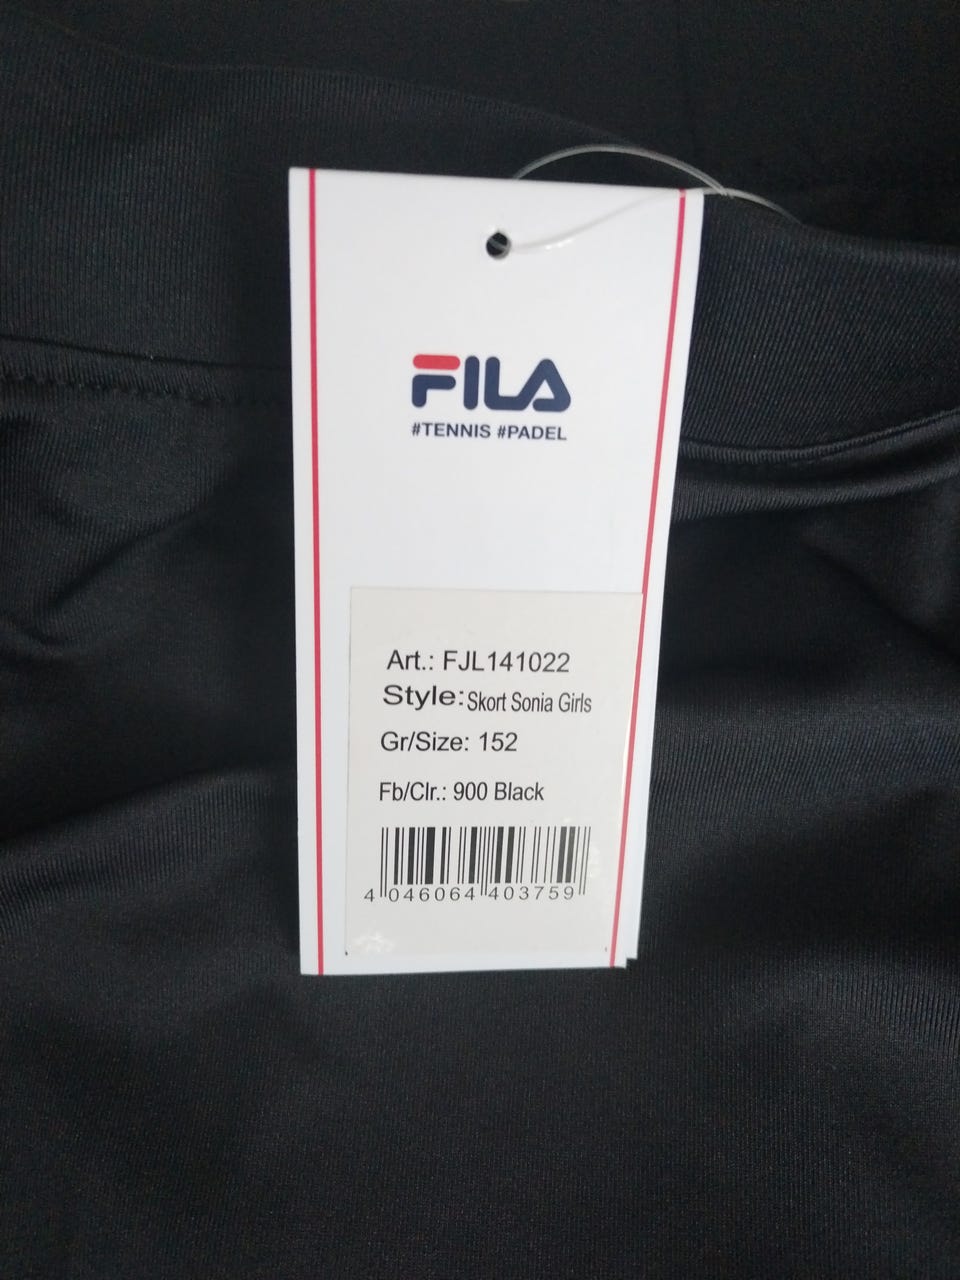 FILA
#TENNIS #PADEL
Art.: FJL141022
Style: Skort Sonia Girls
Gr/Size: 152
Fb/Clr.: 900 Black
4 046064 403759